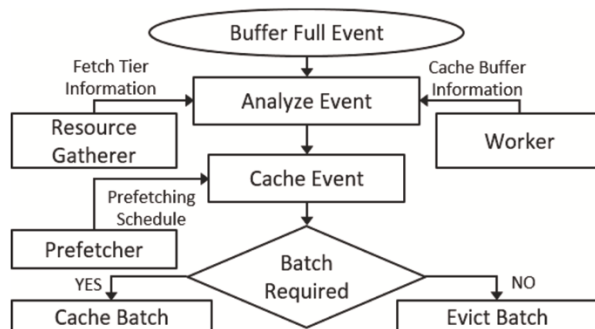 Buffer Full Event
Fetch Tier
Information
Cache Buffer
Information
Analyze Event
Resource
Gatherer
Worker
Cache Event
Prefetching
Schedule
Prefetcher
Batch
Required
YES
NO
Cache Batch
Evict Batch